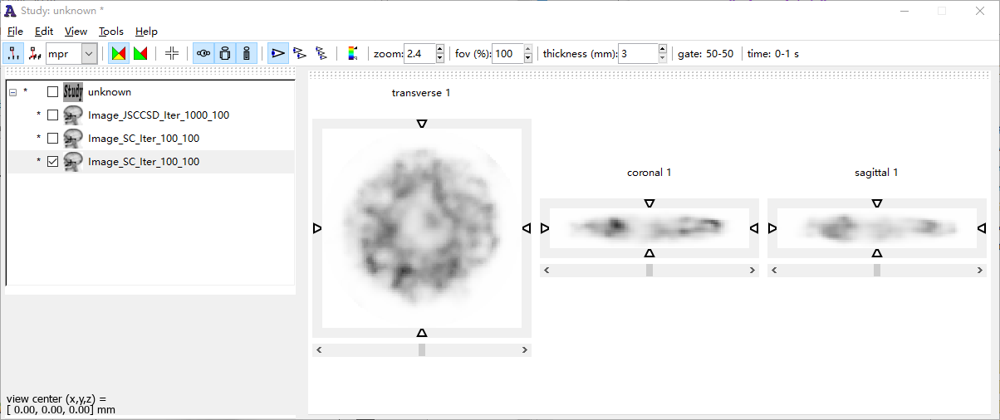 Study: unknown *
File Edit View Tools Help
mpr zoom: 2.4 fov (%): 100 thickness (mm): 3 gate: 50-50 time: 0-1 s
* Study unknown
* Image_JSCCSD_Iter_1000_100
* Image_SC_Iter_100_100
* Image_SC_Iter_100_100
transverse 1
coronal 1
sagittal 1
view center (x,y,z) =
[ 0.00, 0.00, 0.00] mm